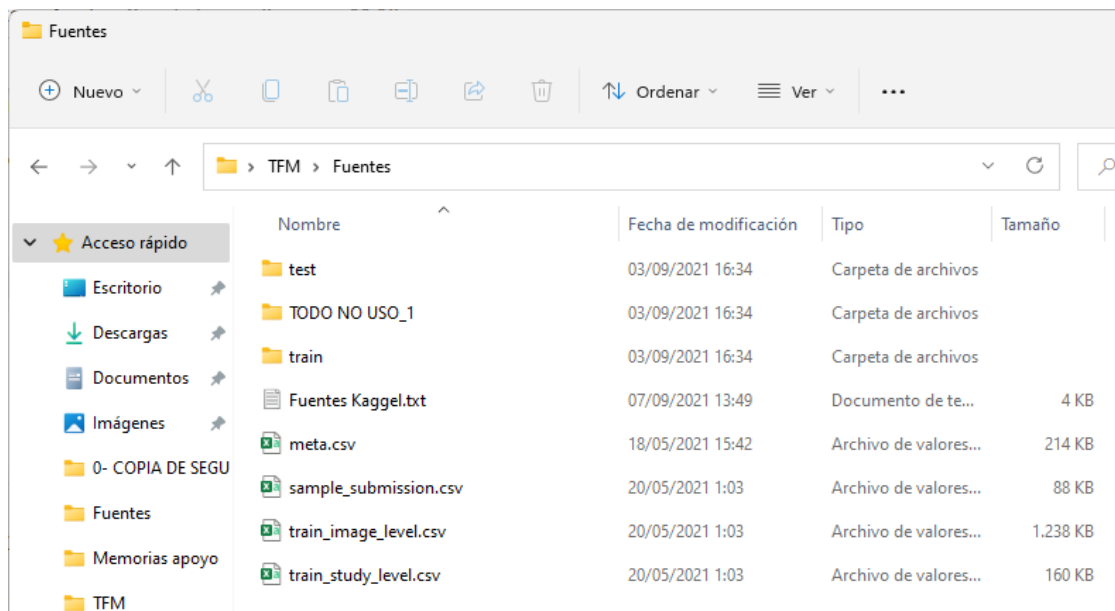 Fuentes
Nuevo Ordenar Ver ...
TFM > Fuentes
Nombre Fecha de modificación Tipo Tamaño
Acceso rápido
Escritorio
Descargas
Documentos
Imágenes
0- COPIA DE SEGU
Fuentes
Memorias apoyo
TFM
test 03/09/2021 16:34 Carpeta de archivos
TODO NO USO_1 03/09/2021 16:34 Carpeta de archivos
train 03/09/2021 16:34 Carpeta de archivos
Fuentes Kaggel.txt 07/09/2021 13:49 Documento de te... 4 KB
meta.csv 18/05/2021 15:42 Archivo de valores... 214 KB
sample_submission.csv 20/05/2021 1:03 Archivo de valores... 88 KB
train_image_level.csv 20/05/2021 1:03 Archivo de valores... 1.238 KB
train_study_level.csv 20/05/2021 1:03 Archivo de valores... 160 KB